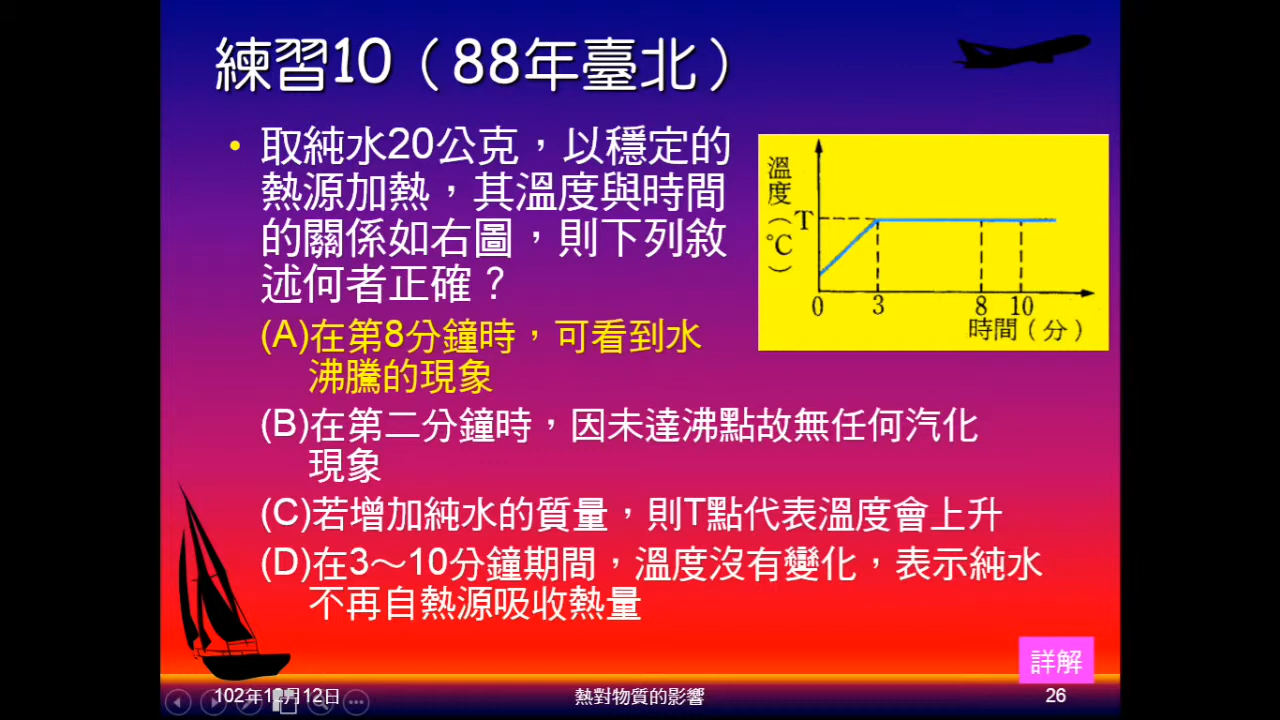 練習10（88年臺北）
• 取純水20公克，以穩定的
熱源加熱，其溫度與時間
的關係如右圖，則下列敘
述何者正確？
(A)在第8分鐘時，可看到水
沸騰的現象
(B)在第二分鐘時，因未達沸點故無任何汽化
現象
(C)若增加純水的質量，則T點代表溫度會上升
(D)在3～10分鐘期間，溫度沒有變化，表示純水
不再自熱源吸收熱量
溫度（℃）
T
0 3 8 10
時間（分）
詳解
102年12月12日
熱對物質的影響
26